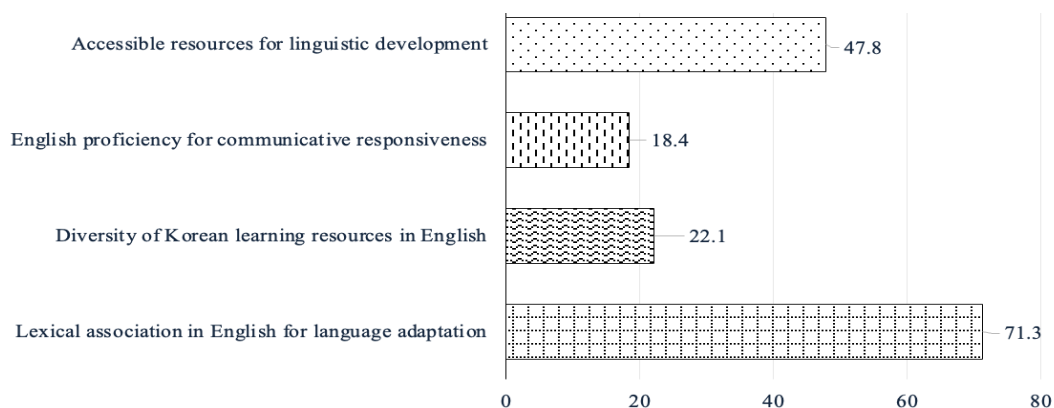 Accessible resources for linguistic development
47.8
English proficiency for communicative responsiveness
18.4
Diversity of Korean learning resources in English
22.1
Lexical association in English for language adaptation
71.3
0 20 40 60 80